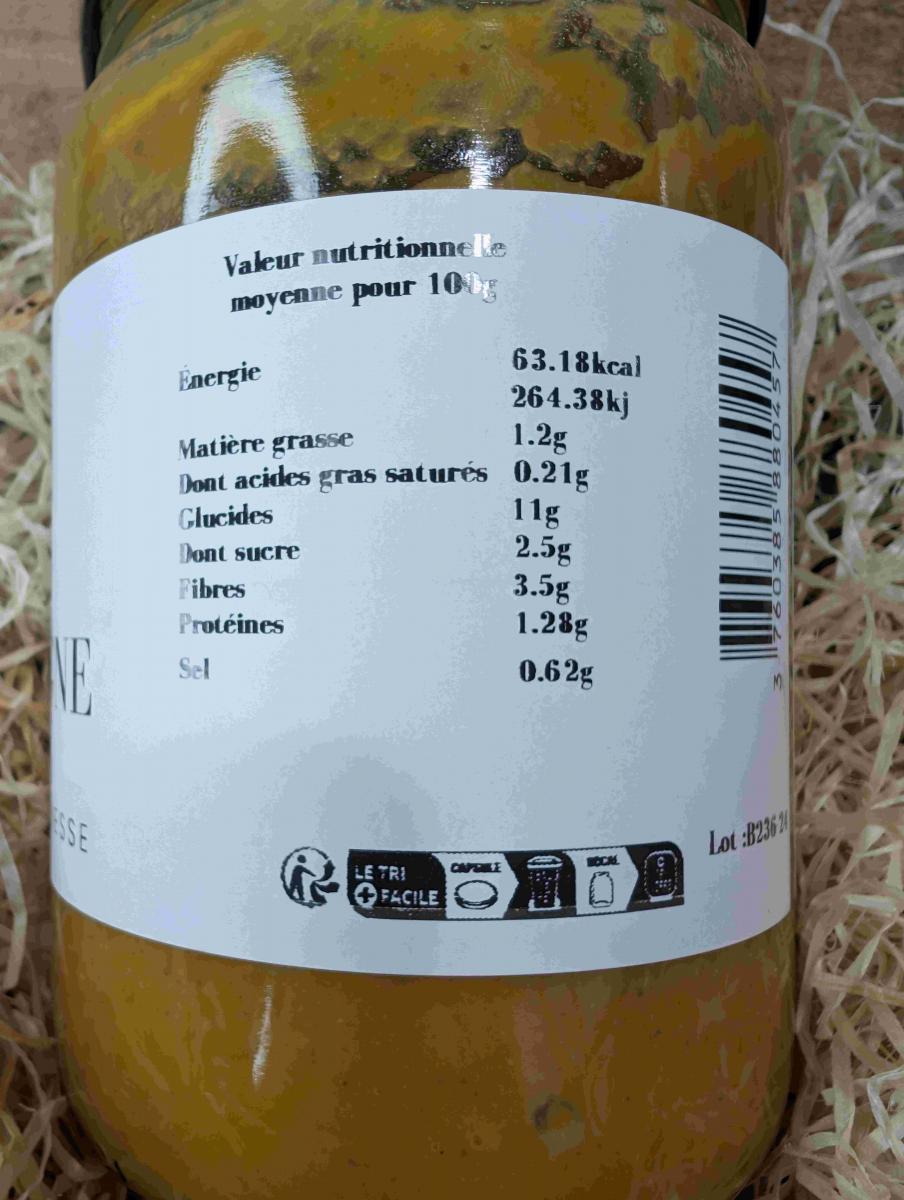 Valeur nutritionnelle
moyenne pour 100g
Énergie 63.18kcal
264.38kj
Matière grasse 1.2g
Dont acides gras saturés 0.21g
Glucides 11g
Dont sucre 2.5g
Fibres 3.5g
Protéines 1.28g
Sel 0.62g
NE
ESSE
LE TRI
+ FACILE
CAPSULE
BOCAL
Lot :B236-24
3 760385 880457